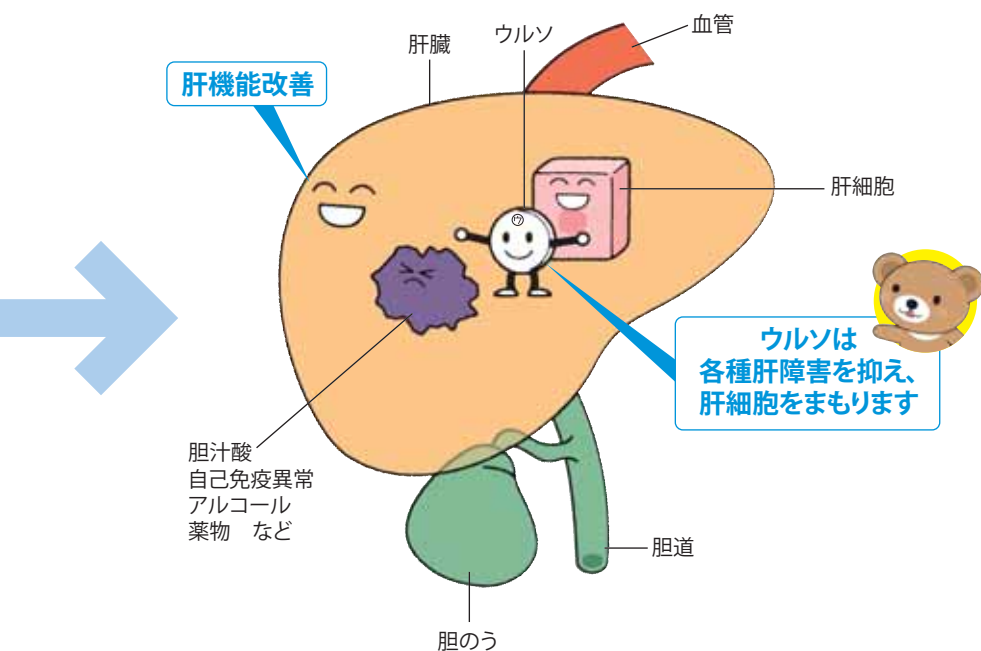 血管
ウルソ
肝臓
肝機能改善
肝細胞
ウ
ウルソは
各種肝障害を抑え、
肝細胞をまもります
胆汁酸
自己免疫異常
アルコール
薬物　など
胆道
胆のう